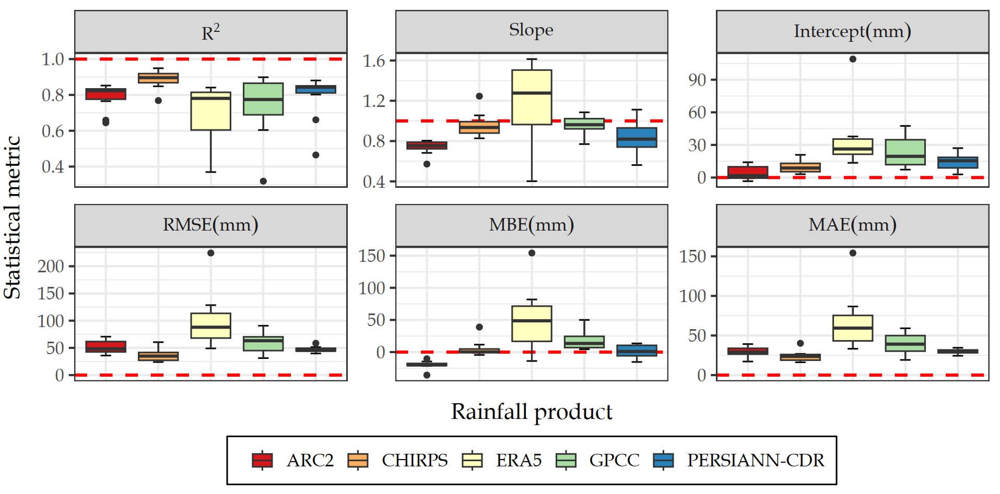 R²
Slope
Intercept(mm)
1.0
0.8
0.6
0.4
1.6
1.2
0.8
0.4
90
60
30
0
Statistical metric
RMSE(mm)
MBE(mm)
MAE(mm)
200
150
100
50
0
150
100
50
0
150
100
50
0
Rainfall product
ARC2 CHIRPS ERA5 GPCC PERSIANN-CDR